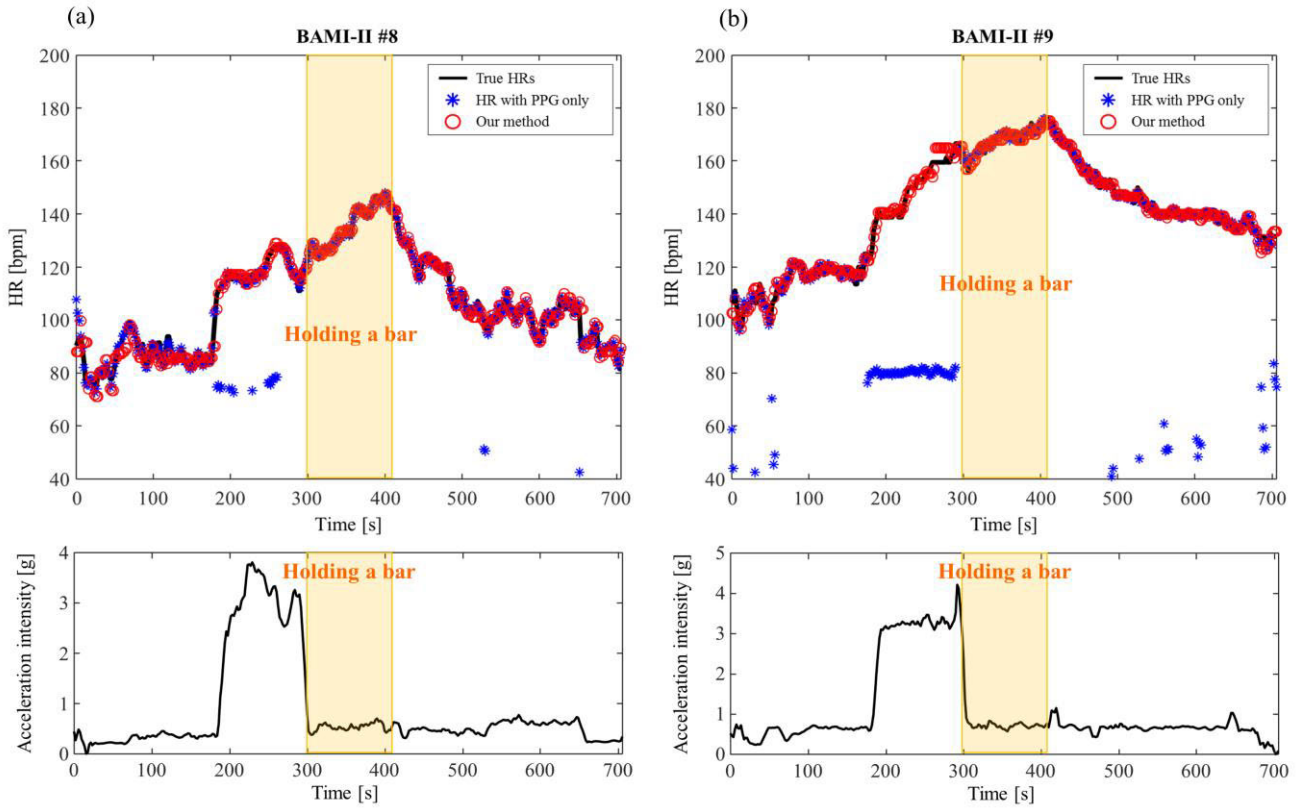 (a)
BAMI-II #8
200
180
160
140
120
100
80
60
40
HR [bpm]
True HRs
HR with PPG only
Our method
Holding a bar
0 100 200 300 400 500 600 700
Time [s]
4
3
2
1
0
Acceleration intensity [g]
Holding a bar
0 100 200 300 400 500 600 700
Time [s]
(b)
BAMI-II #9
200
180
160
140
120
100
80
60
40
HR [bpm]
True HRs
HR with PPG only
Our method
Holding a bar
0 100 200 300 400 500 600 700
Time [s]
5
4
3
2
1
0
Acceleration intensity [g]
Holding a bar
0 100 200 300 400 500 600 700
Time [s]